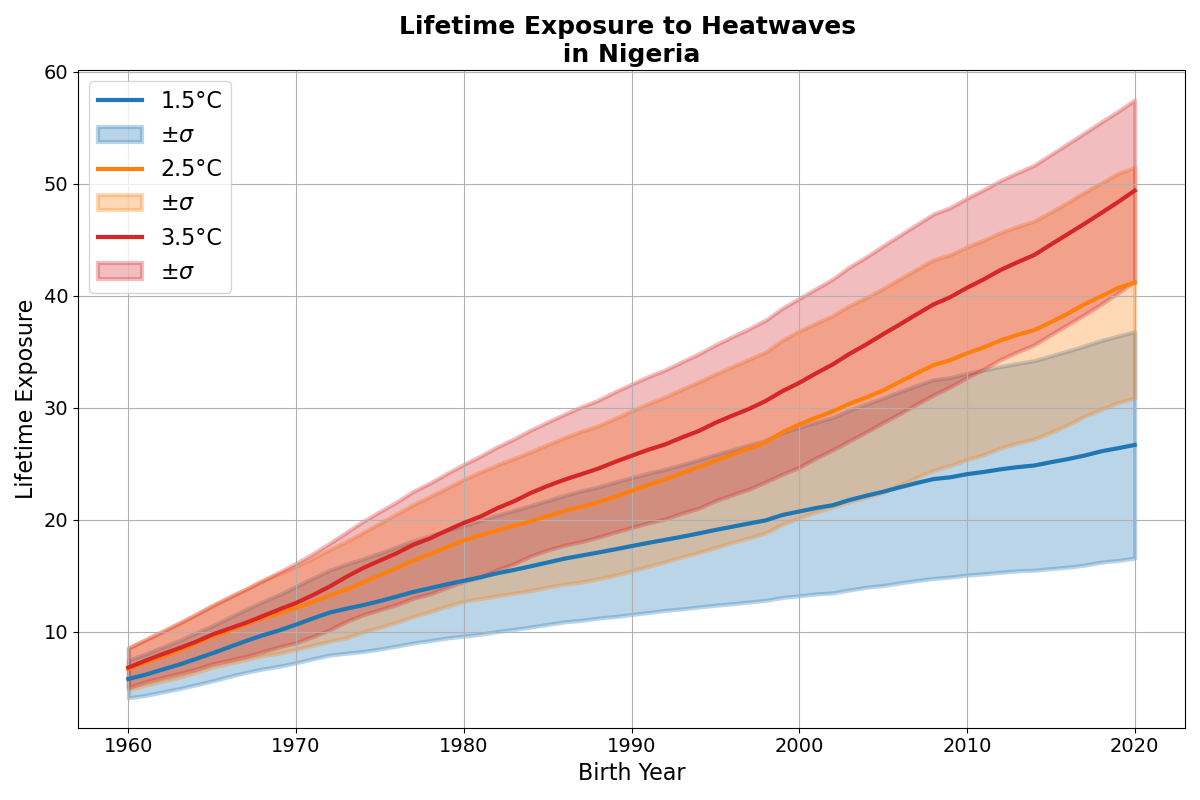 Lifetime Exposure to Heatwaves
in Nigeria
60
50
40
30
20
10
Lifetime Exposure
1.5°C
±σ
2.5°C
±σ
3.5°C
±σ
1960
1970
1980
1990
2000
2010
2020
Birth Year